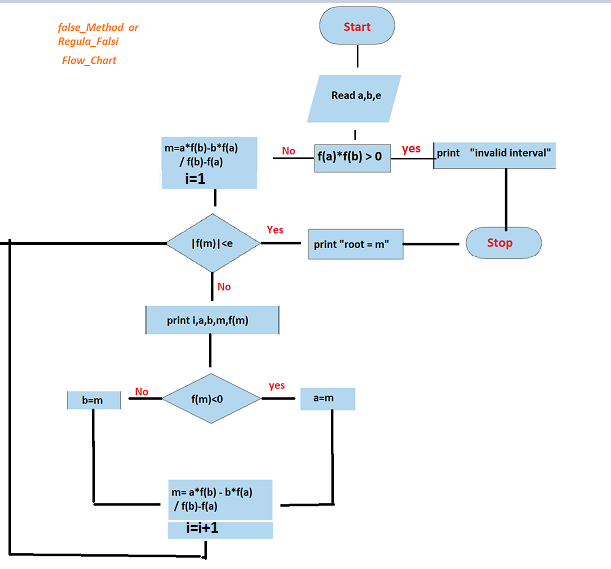 false_Method or
Regula_Falsi
Flow_Chart
Start
Read a,b,e
f(a)*f(b) > 0
No
yes
print "invalid interval"
m=a*f(b)-b*f(a)
/ f(b)-f(a)
i=1
|f(m)|<e
Yes
print "root = m"
Stop
No
print i,a,b,m,f(m)
f(m)<0
No
yes
b=m
a=m
m= a*f(b) - b*f(a)
/ f(b)-f(a)
i=i+1